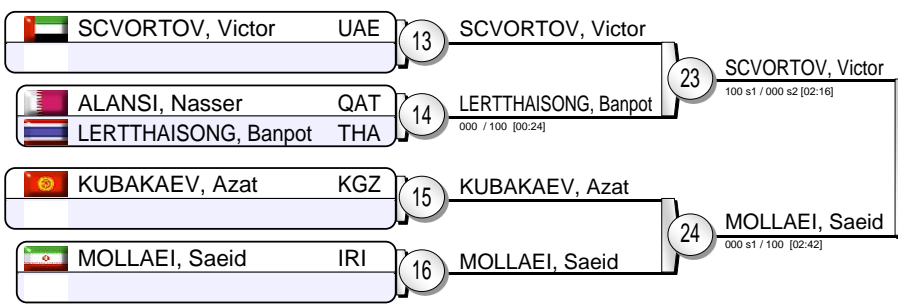 SCVORTOV, Victor UAE
13
SCVORTOV, Victor
ALANSI, Nasser QAT
LERTTHAISONG, Banpot THA
14
LERTTHAISONG, Banpot
000 / 100 [00:24]
23
SCVORTOV, Victor
100 s1 / 000 s2 [02:16]
KUBAKAEV, Azat KGZ
15
KUBAKAEV, Azat
MOLLAEI, Saeid IRI
16
MOLLAEI, Saeid
24
MOLLAEI, Saeid
000 s1 / 100 [02:42]